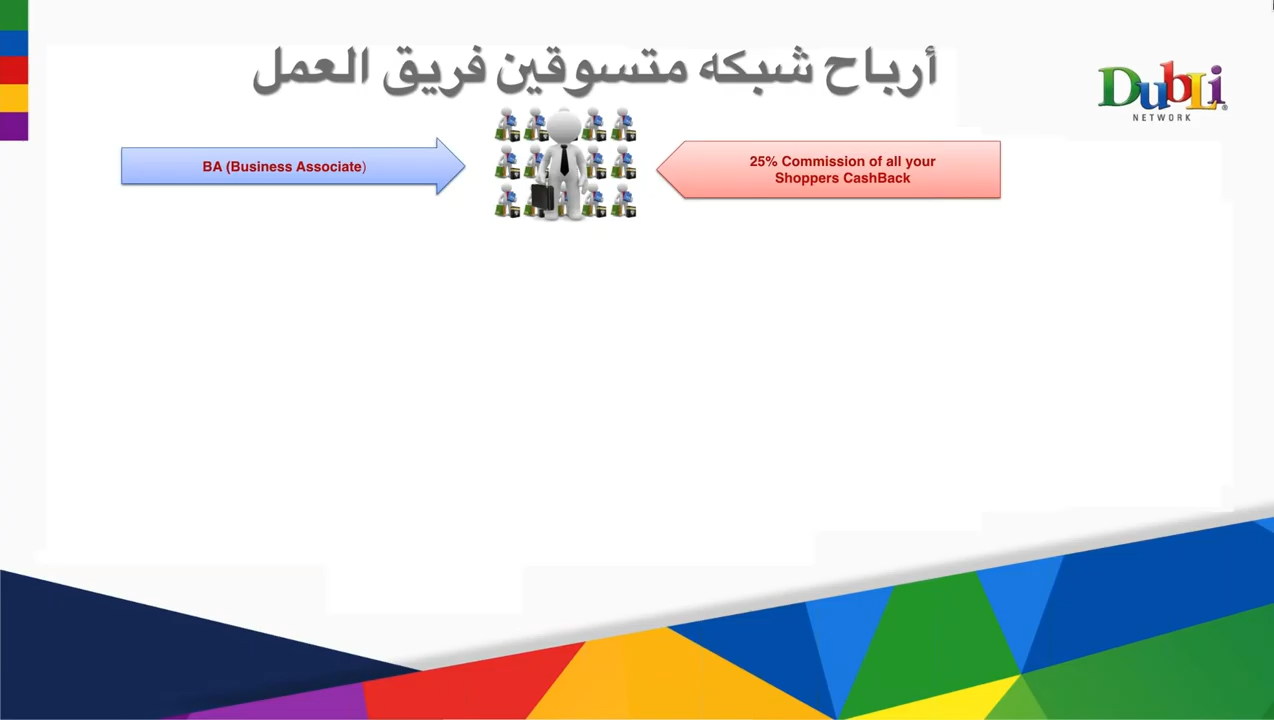 أرباح شبكه متسوقين فريق العمل
DubLi®
NETWORK
BA (Business Associate)
25% Commission of all your
Shoppers CashBack